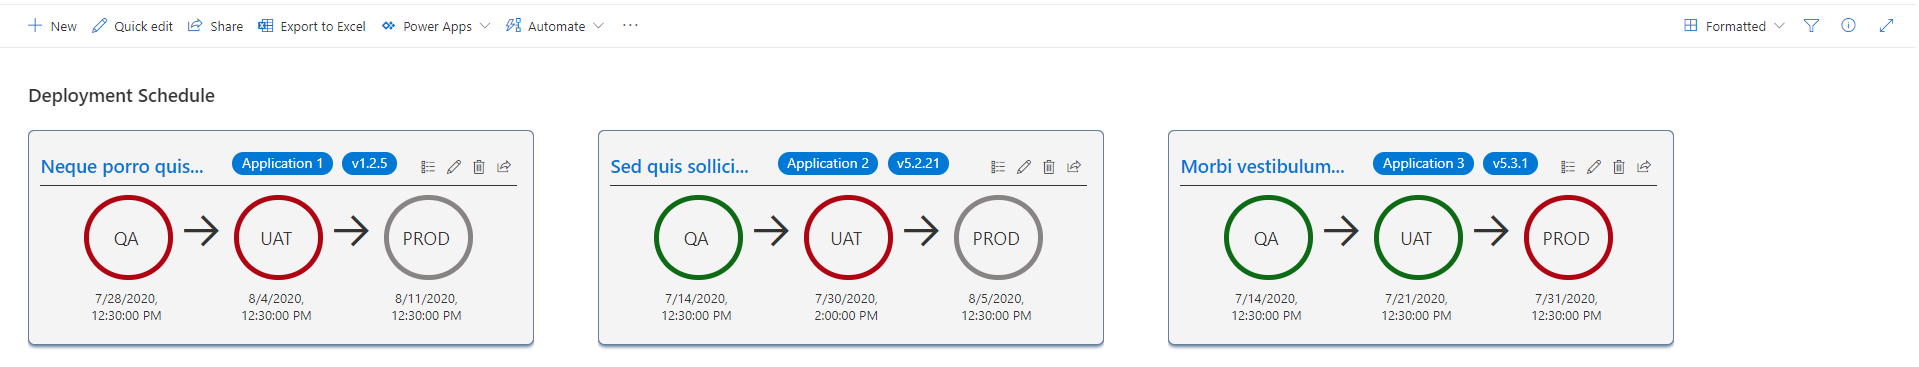 New Quick edit Share Export to Excel Power Apps Automate ... Formatted
Deployment Schedule
Neque porro quis... Application 1 v1.2.5
QA UAT PROD
7/28/2020, 8/4/2020, 8/11/2020,
12:30:00 PM 12:30:00 PM 12:30:00 PM
Sed quis sollici... Application 2 v5.2.21
QA UAT PROD
7/14/2020, 7/30/2020, 8/5/2020,
12:30:00 PM 2:00:00 PM 12:30:00 PM
Morbi vestibulum... Application 3 v5.3.1
QA UAT PROD
7/14/2020, 7/21/2020, 7/31/2020,
12:30:00 PM 12:30:00 PM 12:30:00 PM